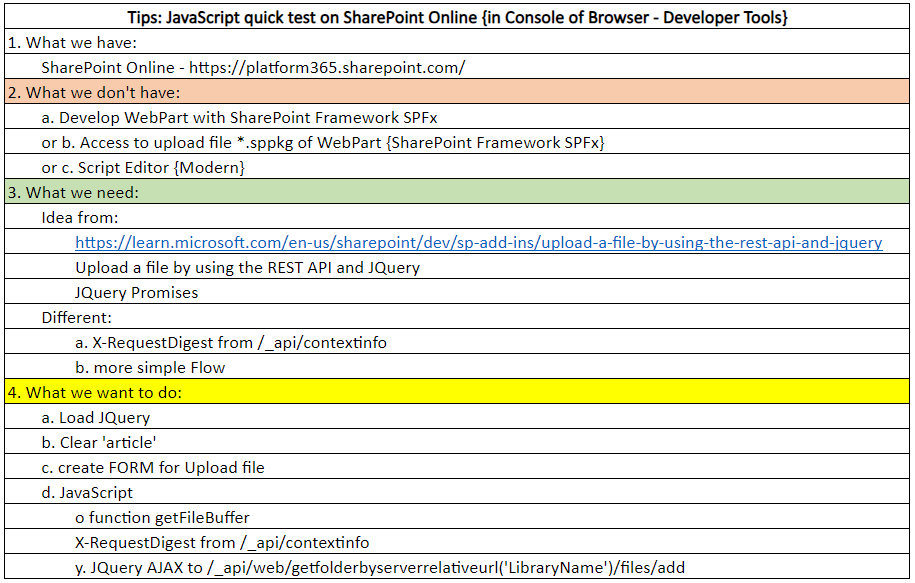 Tips: JavaScript quick test on SharePoint Online {in Console of Browser - Developer Tools}
1. What we have:
SharePoint Online - https://platform365.sharepoint.com/
2. What we don't have:
a. Develop WebPart with SharePoint Framework SPFx
or b. Access to upload file *.sppkg of WebPart {SharePoint Framework SPFx}
or c. Script Editor {Modern}
3. What we need:
Idea from:
https://learn.microsoft.com/en-us/sharepoint/dev/sp-add-ins/upload-a-file-by-using-the-rest-api-and-jquery
Upload a file by using the REST API and JQuery
JQuery Promises
Different:
a. X-RequestDigest from /_api/contextinfo
b. more simple Flow
4. What we want to do:
a. Load JQuery
b. Clear 'article'
c. create FORM for Upload file
d. JavaScript
o function getFileBuffer
X-RequestDigest from /_api/contextinfo
y. JQuery AJAX to /_api/web/getfolderbyserverrelativeurl('LibraryName')/files/add